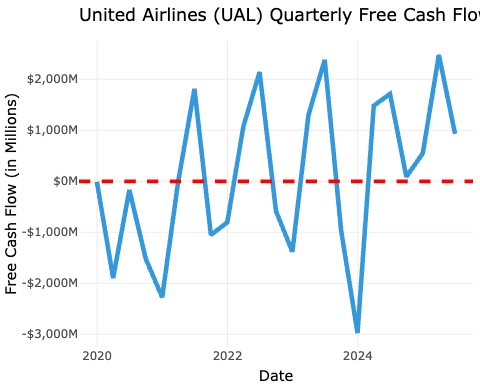 United Airlines (UAL) Quarterly Free Cash Flo
$2,000M
$1,000M
$0M
-$1,000M
-$2,000M
-$3,000M
Free Cash Flow (in Millions)
2020 2022 2024
Date